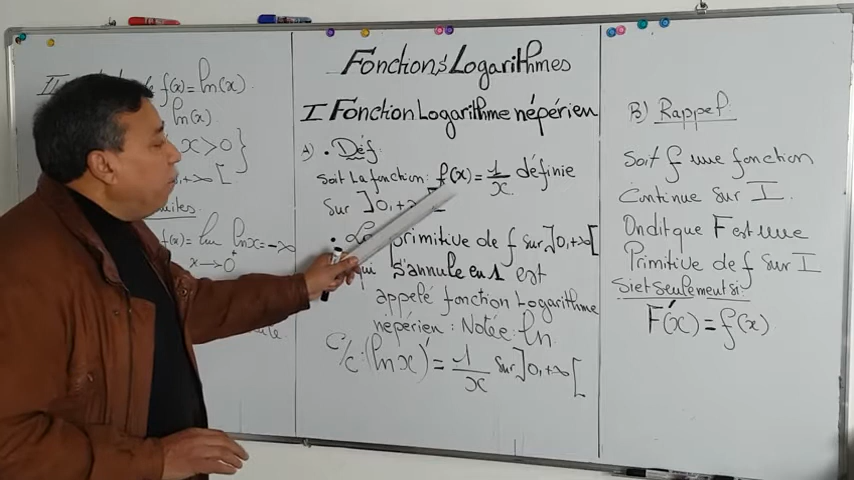 Fonctions Logarithmes
I Fonction Logarithme népérien
A) • Déf:
Soit la fonction: f(x) = 1/x définie
Sur ]0,+∞[
• primitive de f sur ]0,+∞[
qui s'annule en 1 est
appelé fonction Logarithme
népérien : Notée: ln
C/c: (ln x)' = 1/x sur ]0,+∞[
B) Rappel:
Soit f une fonction
Continue sur I.
On dit que F est une
Primitive de f sur I
Si et seulement si:
F'(x) = f(x)
II f(x) = ln(x)
ln(x)
x > 0}
+∞[
f(x) = lim ln x = -∞
x→0⁺